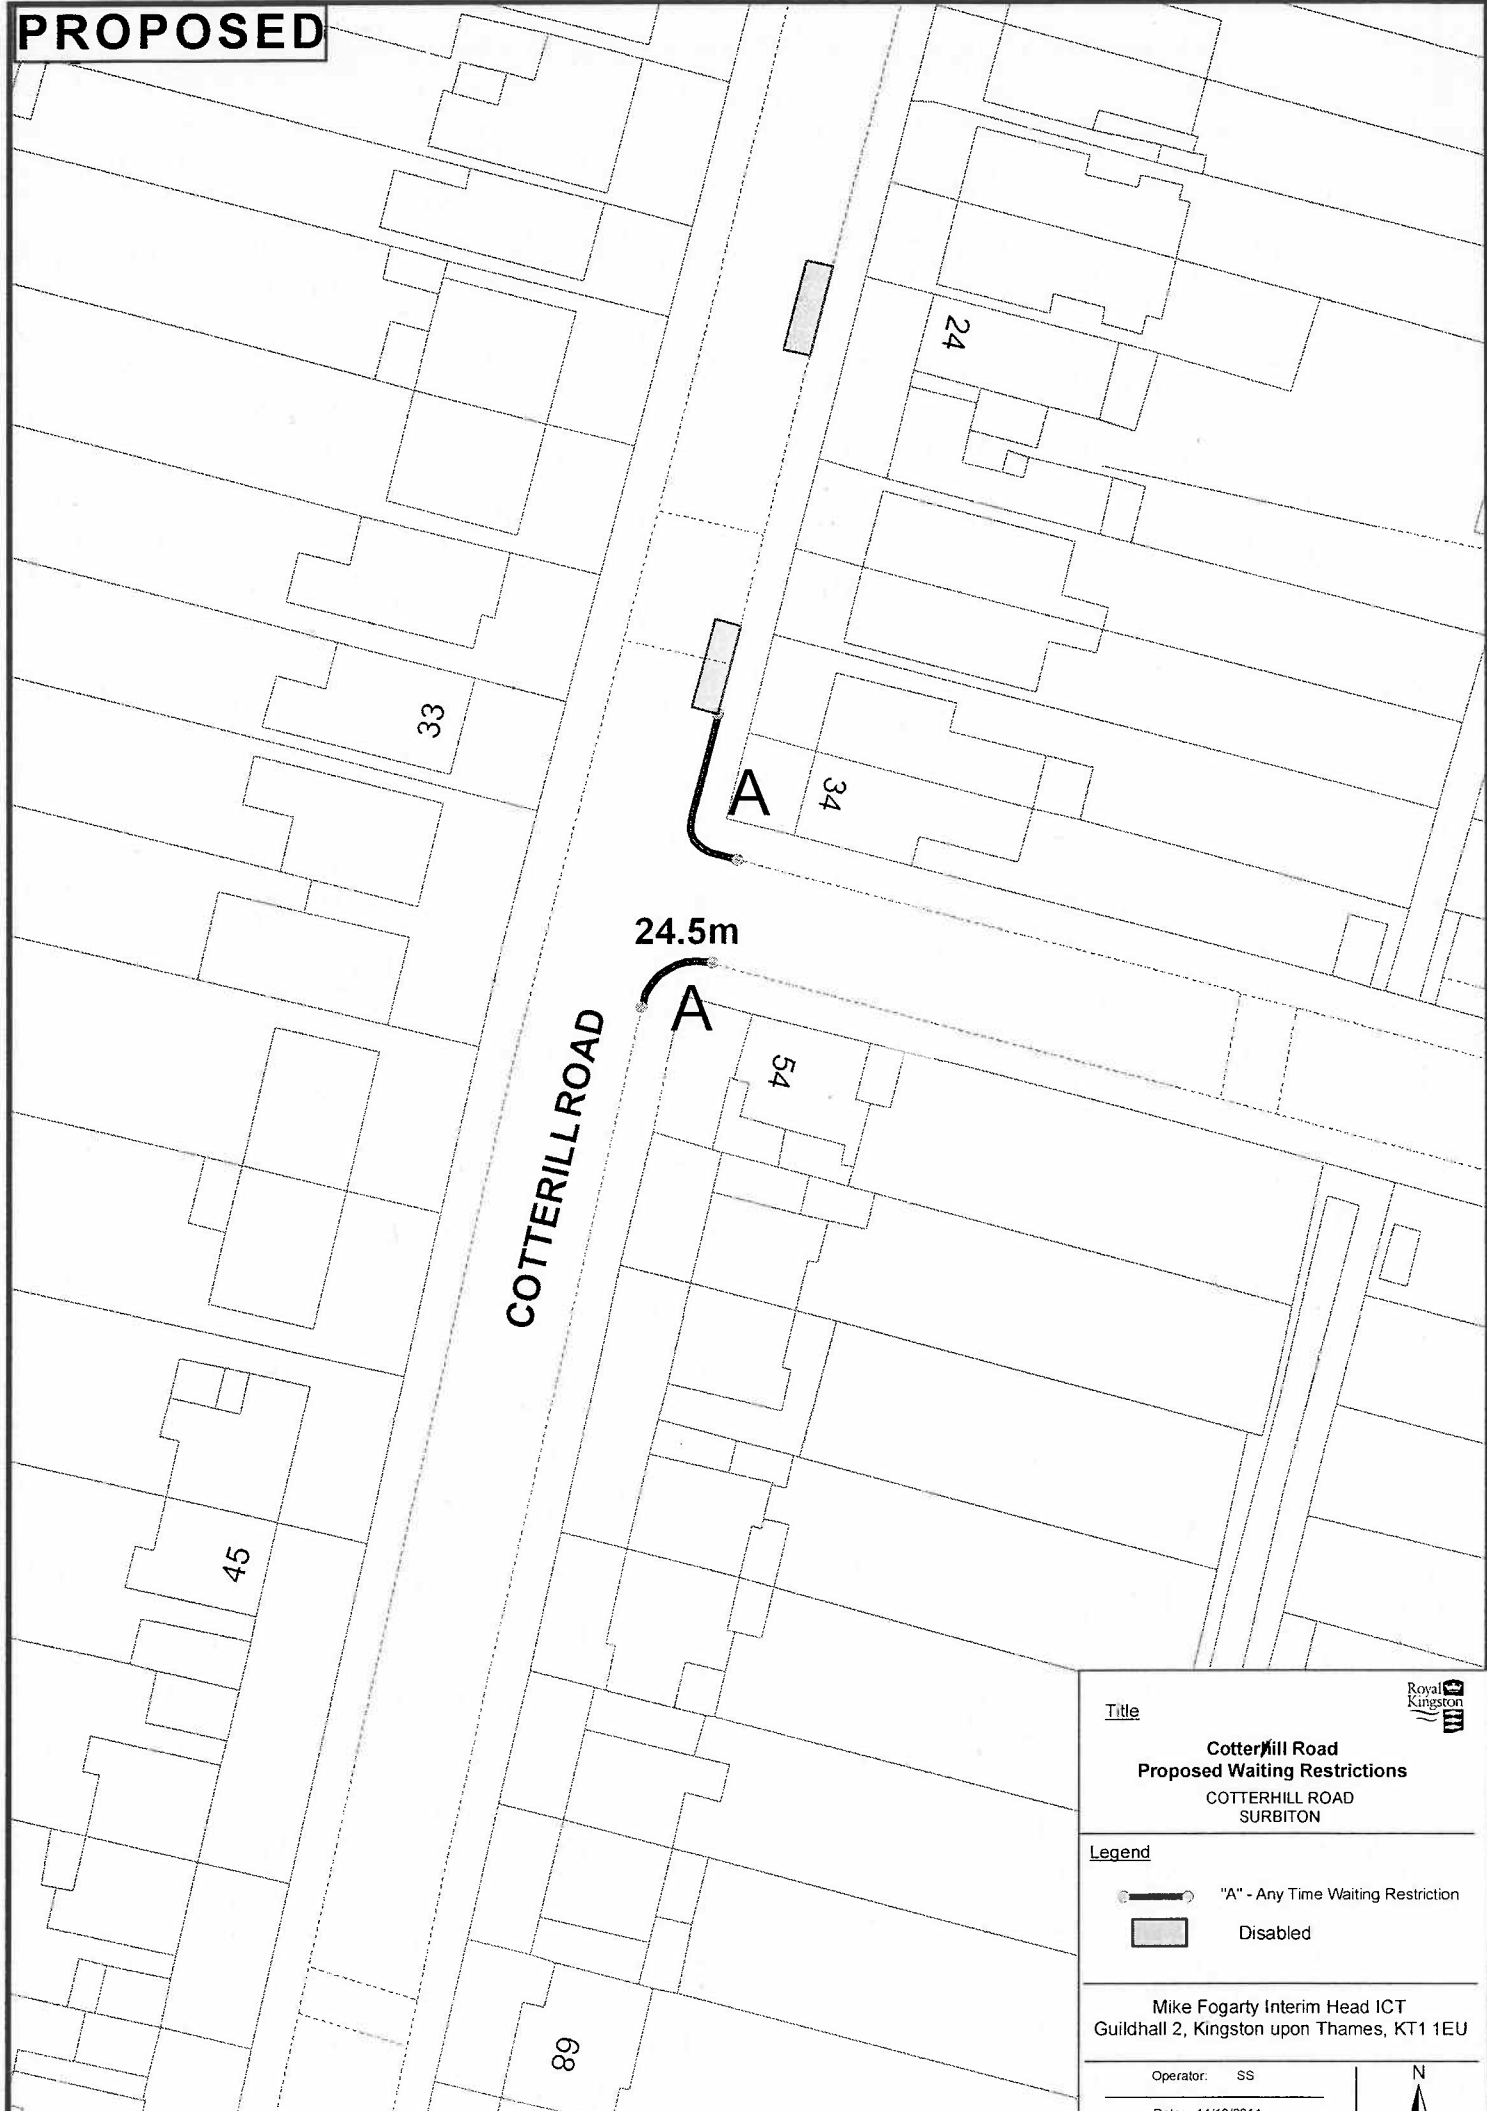 PROPOSED
24
33
A
34
24.5m
A
COTTERILL ROAD
54
45
68
Title
Royal
Kingston
Cotterhill Road
Proposed Waiting Restrictions
COTTERHILL ROAD
SURBITON
Legend
"A" - Any Time Waiting Restriction
Disabled
Mike Fogarty Interim Head ICT
Guildhall 2, Kingston upon Thames, KT1 1EU
Operator: SS
N